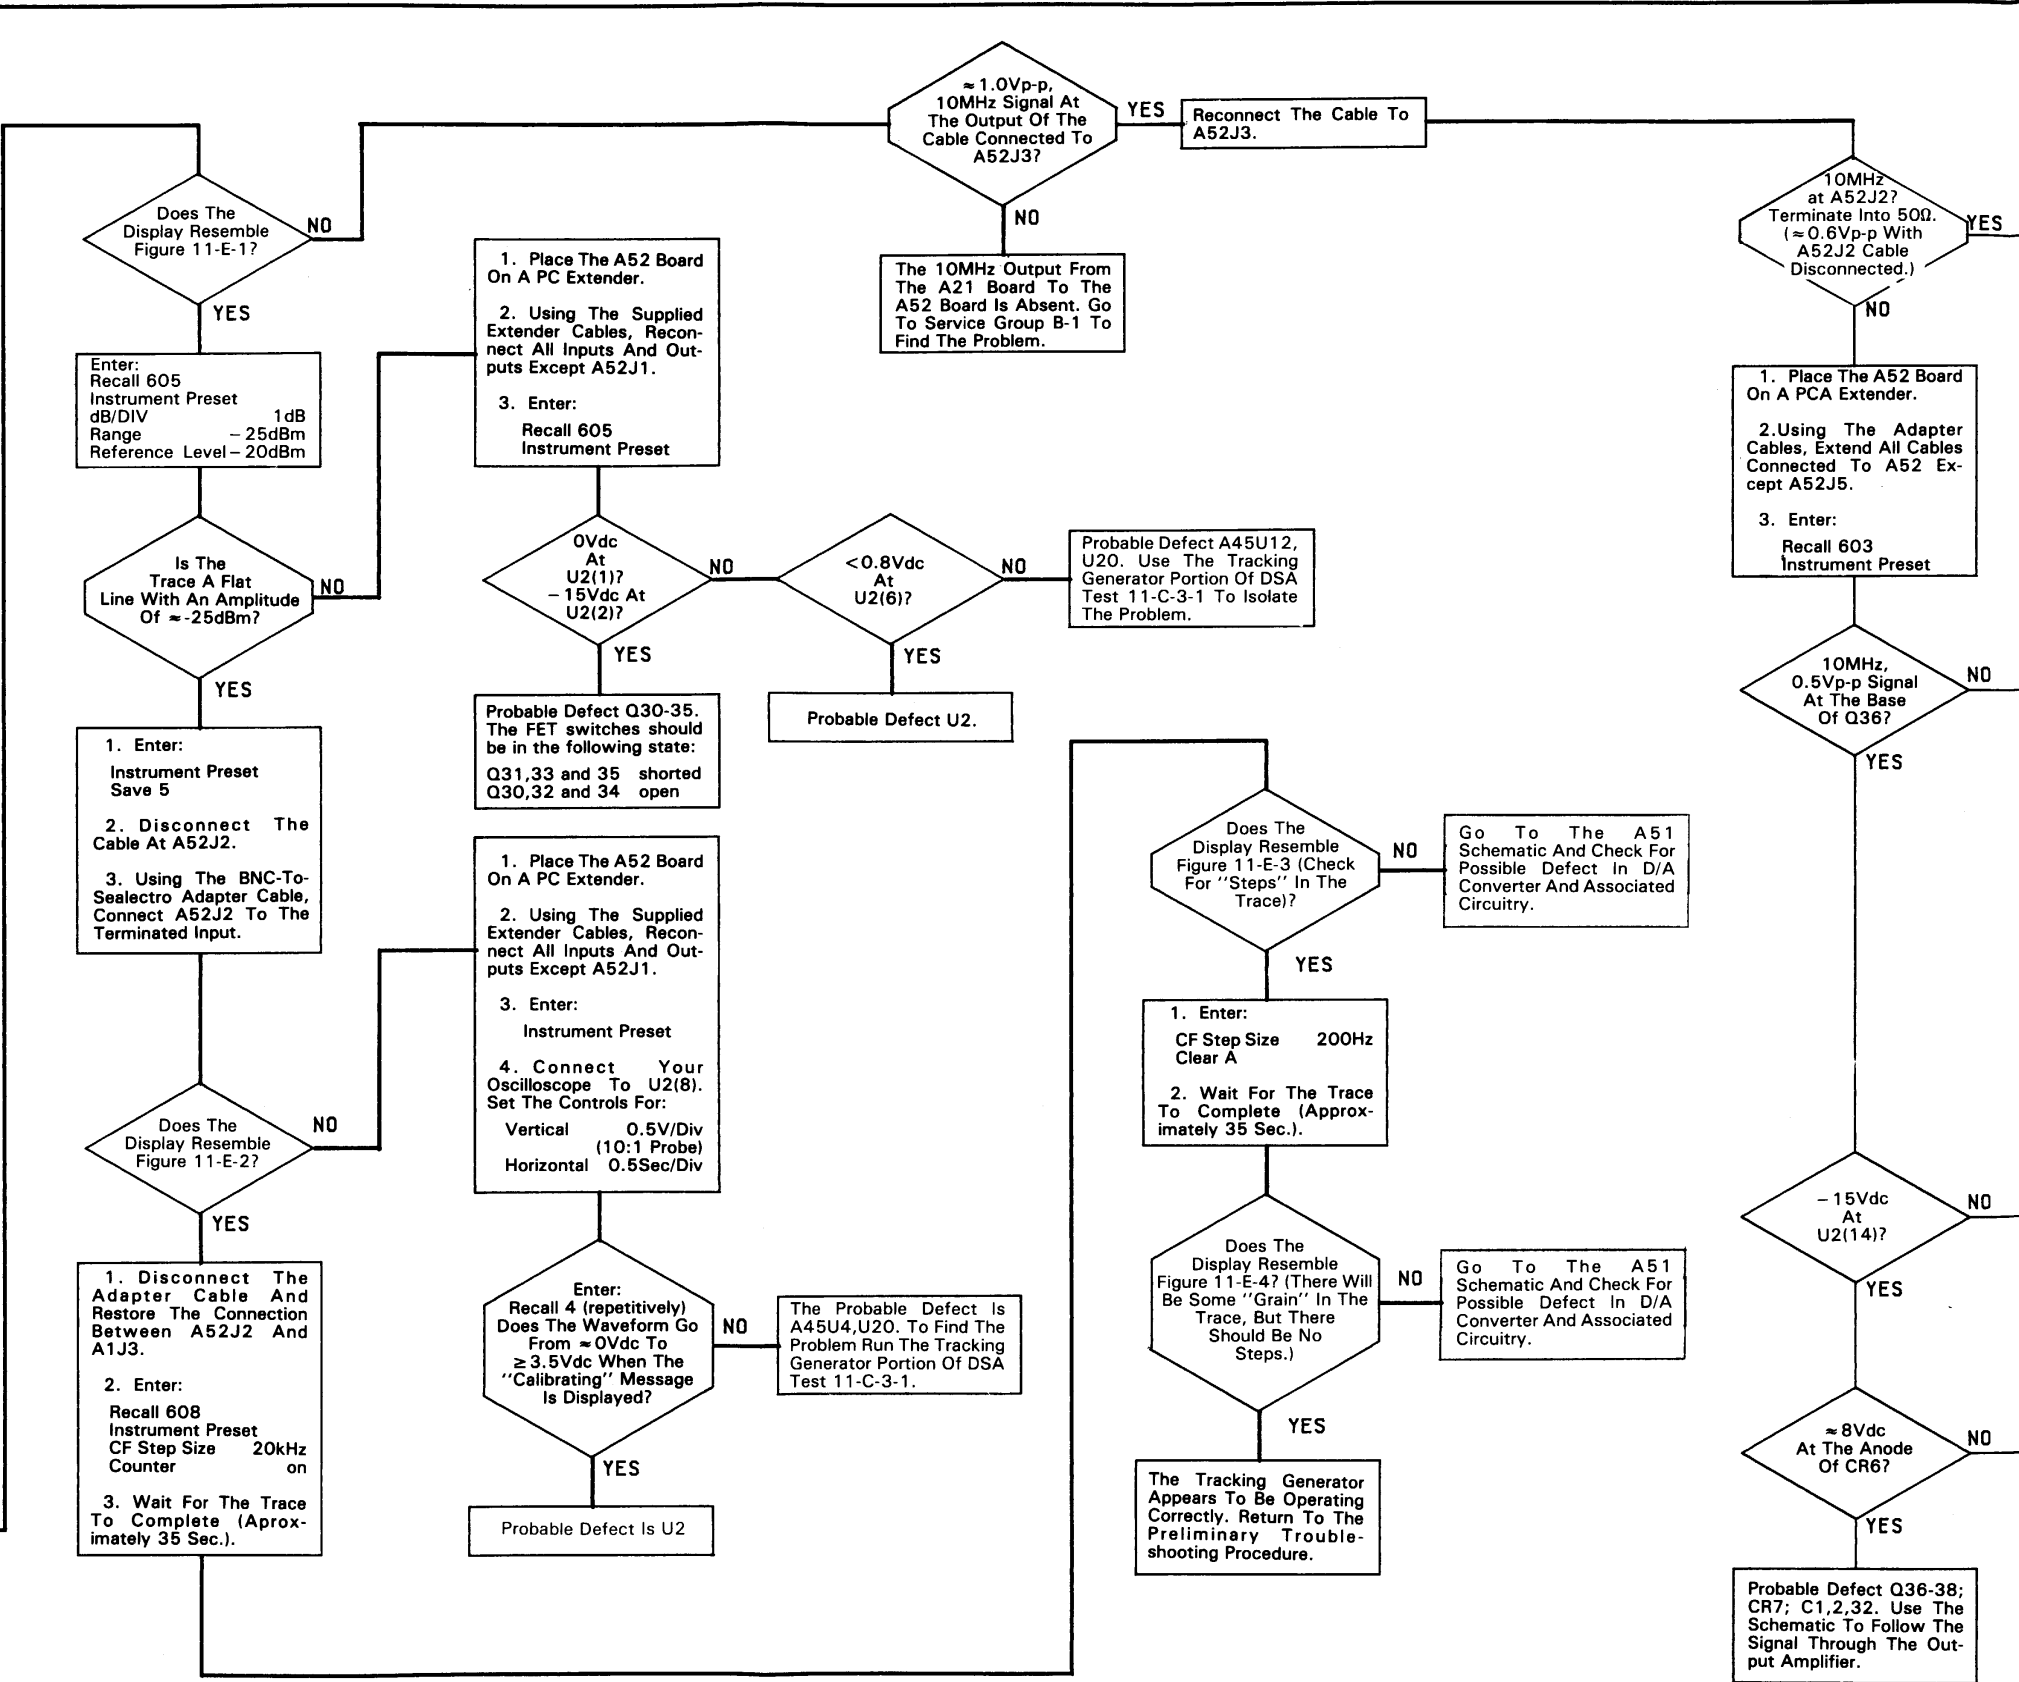 ≈1.0Vp-p,
10MHz Signal At
The Output Of The
Cable Connected To
A52J3?
YES
NO
Reconnect The Cable To
A52J3.
The 10MHz Output From
The A21 Board To The
A52 Board Is Absent. Go
To Service Group B-1 To
Find The Problem.
Does The
Display Resemble
Figure 11-E-1?
NO
YES
Enter:
Recall 605
Instrument Preset
dB/DIV 1dB
Range -25dBm
Reference Level -20dBm
Is The
Trace A Flat
Line With An Amplitude
Of ≈-25dBm?
NO
YES
1. Enter:
Instrument Preset
Save 5
2. Disconnect The
Cable At A52J2.
3. Using The BNC-To-
Sealectro Adapter Cable,
Connect A52J2 To The
Terminated Input.
Does The
Display Resemble
Figure 11-E-2?
NO
YES
1. Disconnect The
Adapter Cable And
Restore The Connection
Between A52J2 And
A1J3.
2. Enter:
Recall 608
Instrument Preset
CF Step Size 20kHz
Counter on
3. Wait For The Trace
To Complete (Aprox-
imately 35 Sec.).
1. Place The A52 Board
On A PC Extender.
2. Using The Supplied
Extender Cables, Recon-
nect All Inputs And Out-
puts Except A52J1.
3. Enter:
Recall 605
Instrument Preset
0Vdc
At
U2(1)?
-15Vdc At
U2(2)?
NO
YES
<0.8Vdc
At
U2(6)?
NO
YES
Probable Defect A45U12,
U20. Use The Tracking
Generator Portion Of DSA
Test 11-C-3-1 To Isolate
The Problem.
Probable Defect U2.
Probable Defect Q30-35.
The FET switches should
be in the following state:
Q31,33 and 35 shorted
Q30,32 and 34 open
1. Place The A52 Board
On A PC Extender.
2. Using The Supplied
Extender Cables, Recon-
nect All Inputs And Out-
puts Except A52J1.
3. Enter:
Instrument Preset
4. Connect Your
Oscilloscope To U2(8).
Set The Controls For:
Vertical 0.5V/Div
(10:1 Probe)
Horizontal 0.5Sec/Div
Enter:
Recall 4 (repetitively)
Does The Waveform Go
From ≈0Vdc To
≥3.5Vdc When The
"Calibrating" Message
Is Displayed?
NO
YES
The Probable Defect Is
A45U4,U20. To Find The
Problem Run The Tracking
Generator Portion Of DSA
Test 11-C-3-1.
Probable Defect Is U2
Does The
Display Resemble
Figure 11-E-3 (Check
For "Steps" In The
Trace)?
NO
YES
Go To The A51
Schematic And Check For
Possible Defect In D/A
Converter And Associated
Circuitry.
1. Enter:
CF Step Size 200Hz
Clear A
2. Wait For The Trace
To Complete (Approx-
imately 35 Sec.).
Does The
Display Resemble
Figure 11-E-4? (There Will
Be Some "Grain" In The
Trace, But There
Should Be No
Steps.)
NO
YES
Go To The A51
Schematic And Check For
Possible Defect In D/A
Converter And Associated
Circuitry.
The Tracking Generator
Appears To Be Operating
Correctly. Return To The
Preliminary Trouble-
shooting Procedure.
10MHz
at A52J2?
Terminate Into 50Ω.
(≈0.6Vp-p With
A52J2 Cable
Disconnected.)
YES
NO
1. Place The A52 Board
On A PCA Extender.
2.Using The Adapter
Cables, Extend All Cables
Connected To A52 Ex-
cept A52J5.
3. Enter:
Recall 603
Instrument Preset
10MHz,
0.5Vp-p Signal
At The Base
Of Q36?
NO
YES
-15Vdc
At
U2(14)?
NO
YES
≈8Vdc
At The Anode
Of CR6?
NO
YES
Probable Defect Q36-38;
CR7; C1,2,32. Use The
Schematic To Follow The
Signal Through The Out-
put Amplifier.